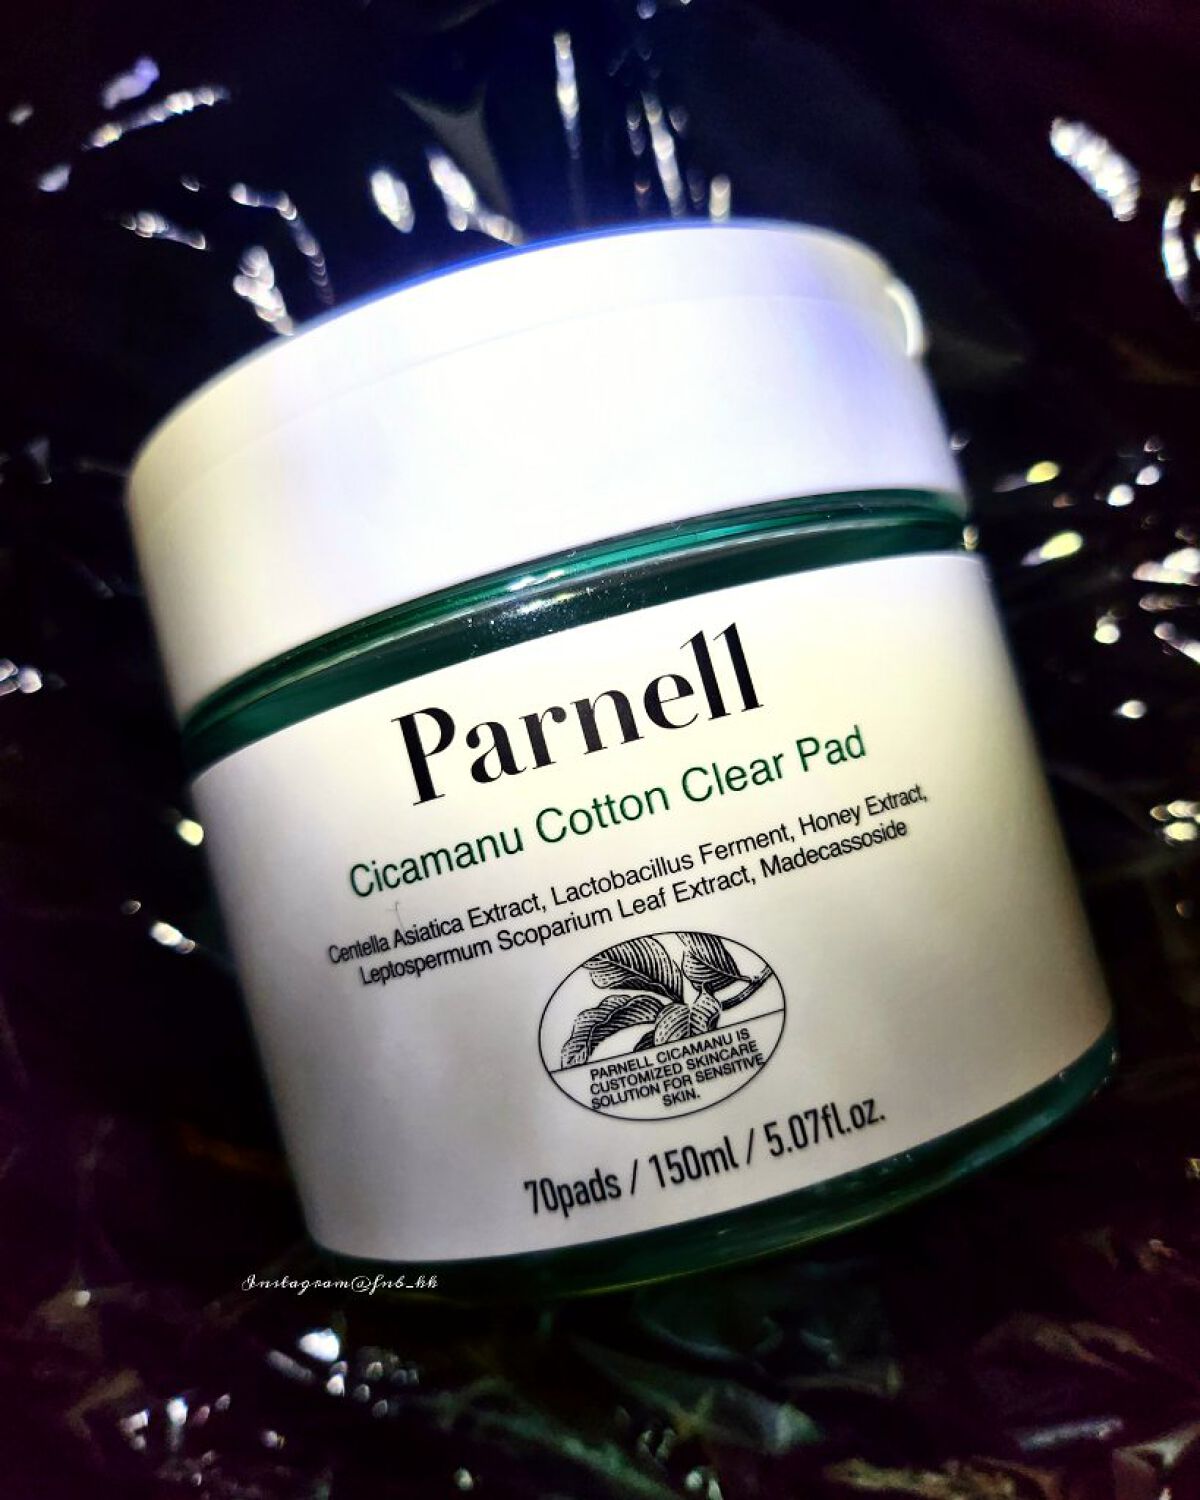 Parnell
Cicamanu Cotton Clear Pad
Centella Asiatica Extract, Lactobacillus Ferment, Honey Extract,
Leptospermum Scoparium Leaf Extract, Madecassoside
PARNELL CICAMANU IS
CUSTOMIZED SKINCARE
SOLUTION FOR SENSITIVE
SKIN.
70pads / 150ml / 5.07fl.oz.
Instagram@fnb_kk